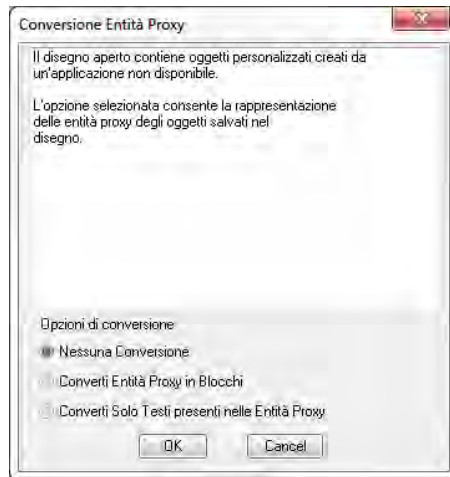 Conversione Entità Proxy
Il disegno aperto contiene oggetti personalizzati creati da
un'applicazione non disponibile.
L'opzione selezionata consente la rappresentazione
delle entità proxy degli oggetti salvati nel
disegno.
Opzioni di conversione
Nessuna Conversione
Converti Entità Proxy in Blocchi
Converti Solo Testi presenti nelle Entità Proxy
OK Cancel